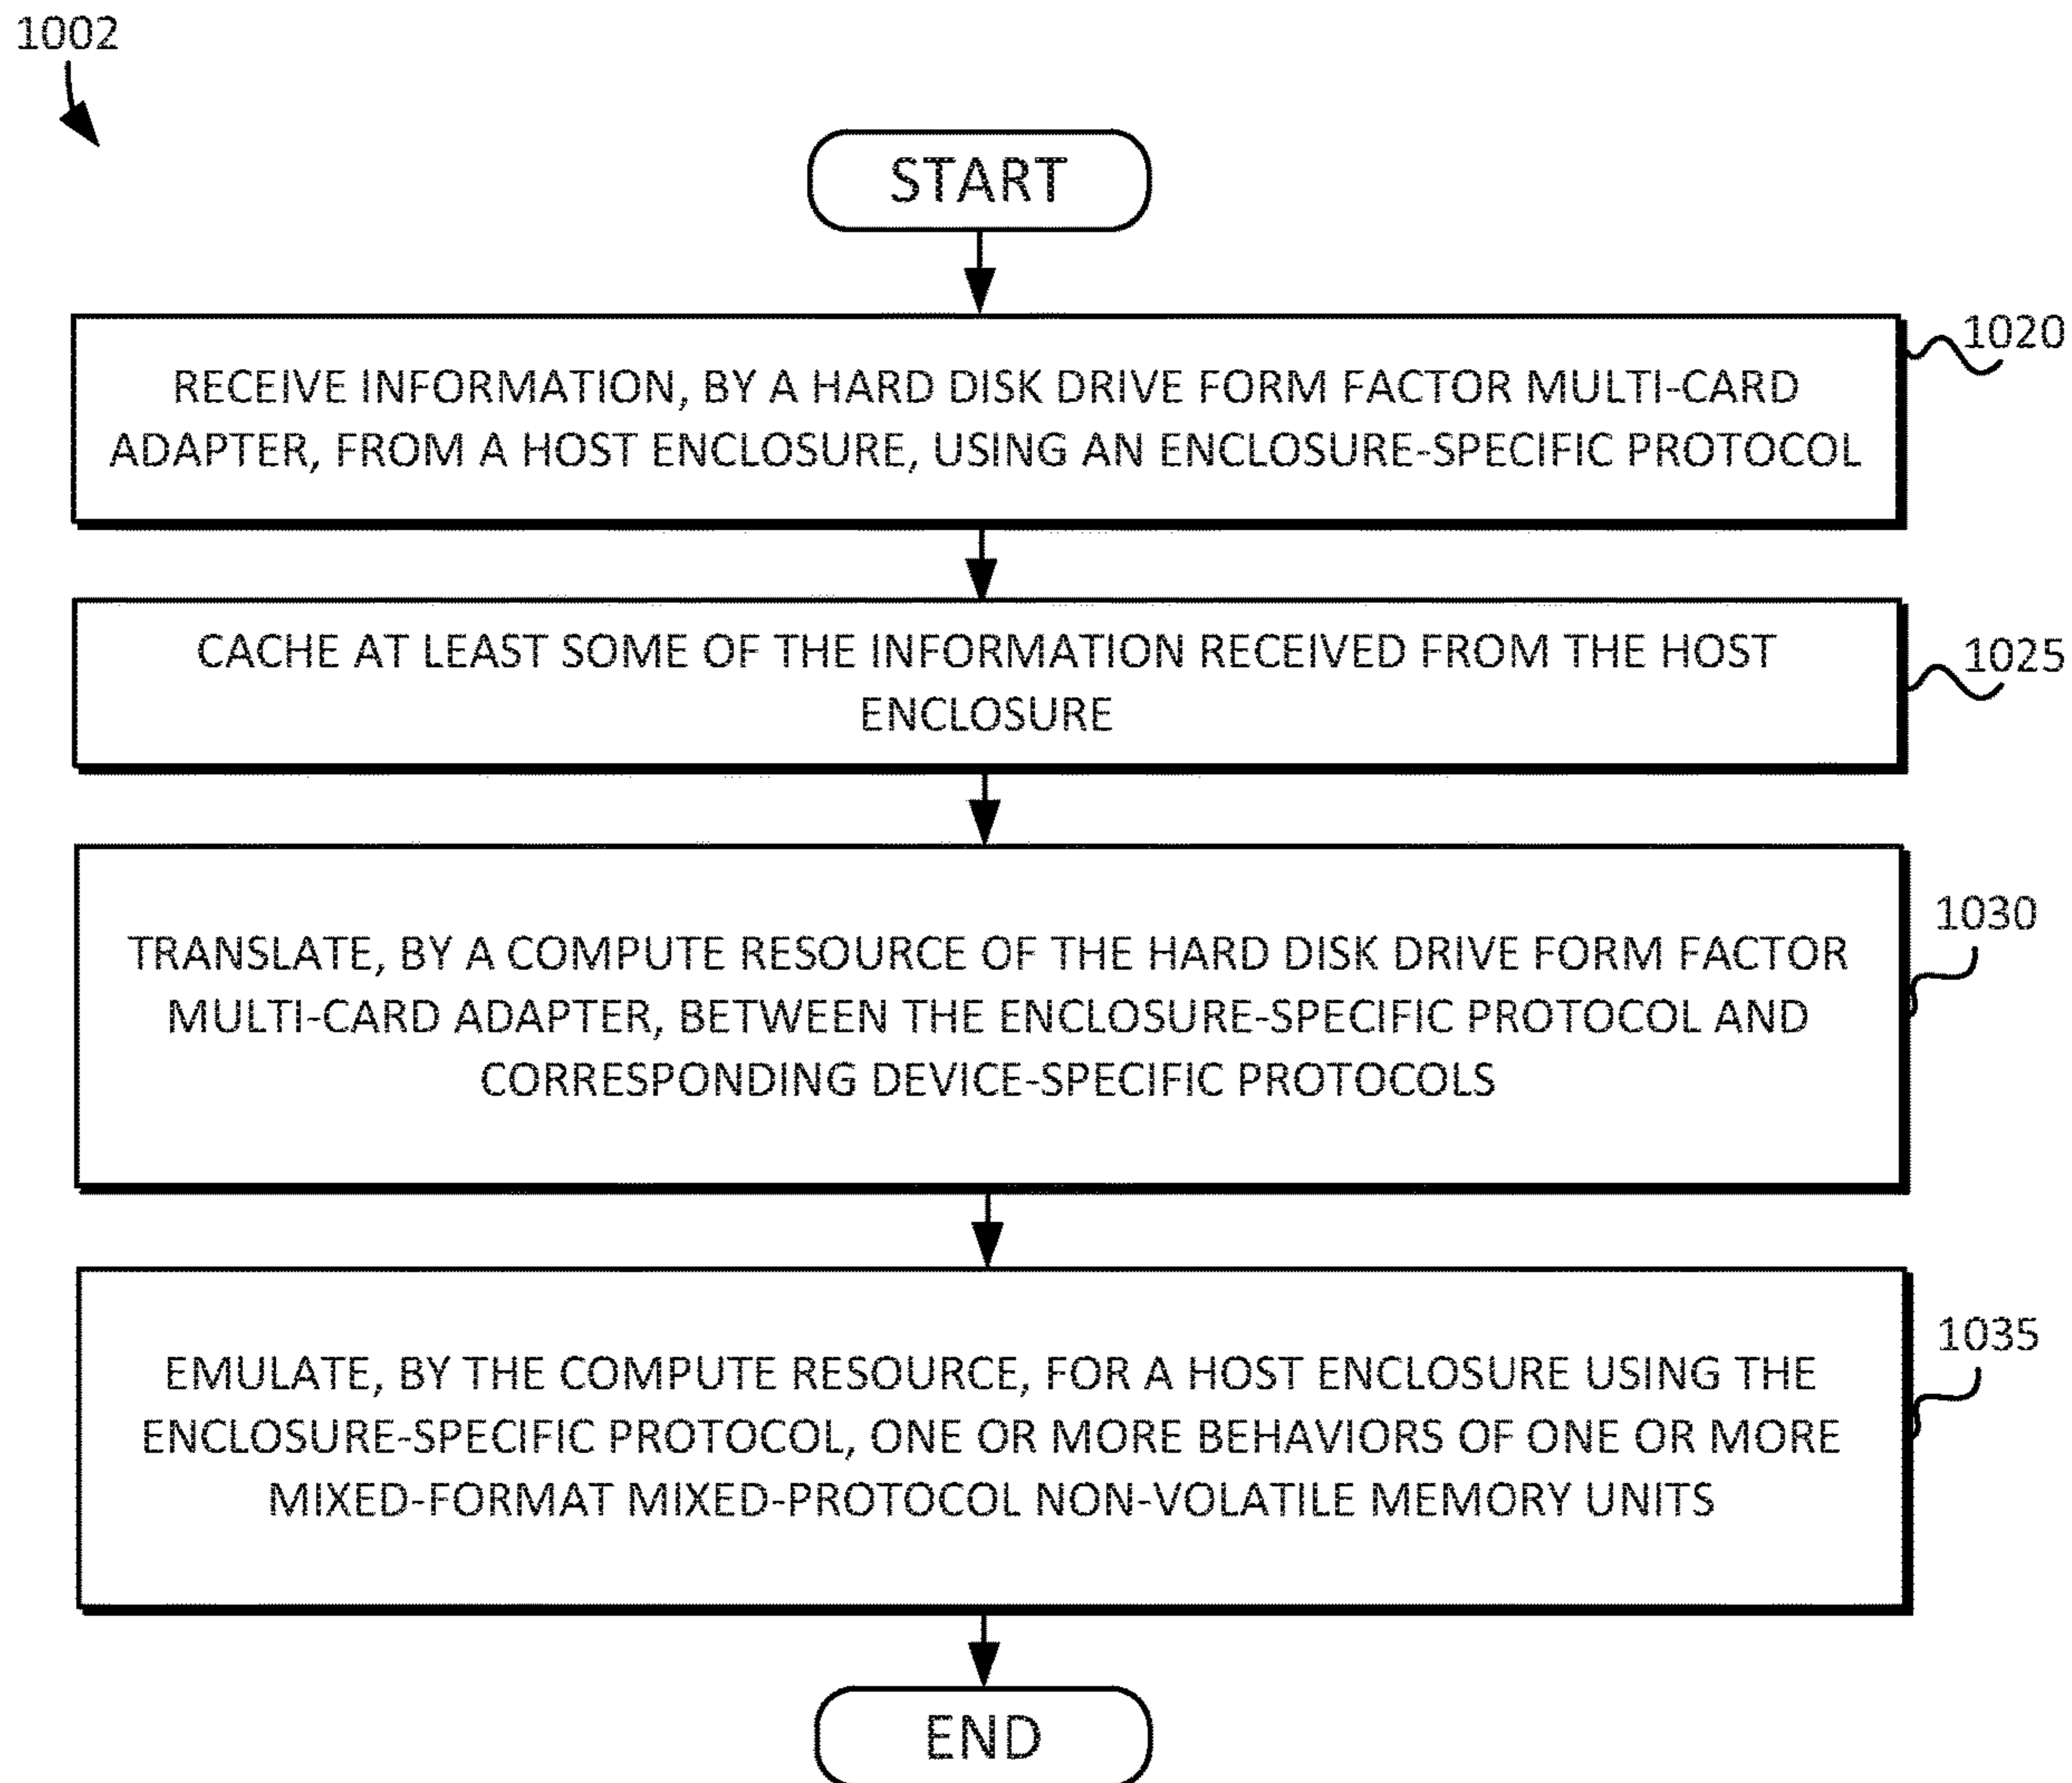 1002
START
1020
RECEIVE INFORMATION, BY A HARD DISK DRIVE FORM FACTOR MULTI-CARD
ADAPTER, FROM A HOST ENCLOSURE, USING AN ENCLOSURE-SPECIFIC PROTOCOL
CACHE AT LEAST SOME OF THE INFORMATION RECEIVED FROM THE HOST
1025
ENCLOSURE
1030
TRANSLATE, BY A COMPUTE RESOURCE OF THE HARD DISK DRIVE FORM FACTOR
MULTI-CARD ADAPTER, BETWEEN THE ENCLOSURE-SPECIFIC PROTOCOL AND
CORRESPONDING DEVICE-SPECIFIC PROTOCOLS
1035
EMULATE, BY THE COMPUTE RESOURCE, FOR A HOST ENCLOSURE USING THE
ENCLOSURE-SPECIFIC PROTOCOL, ONE OR MORE BEHAVIORS OF ONE OR MORE
MIXED-FORMAT MIXED-PROTOCOL NON-VOLATILE MEMORY UNITS
END